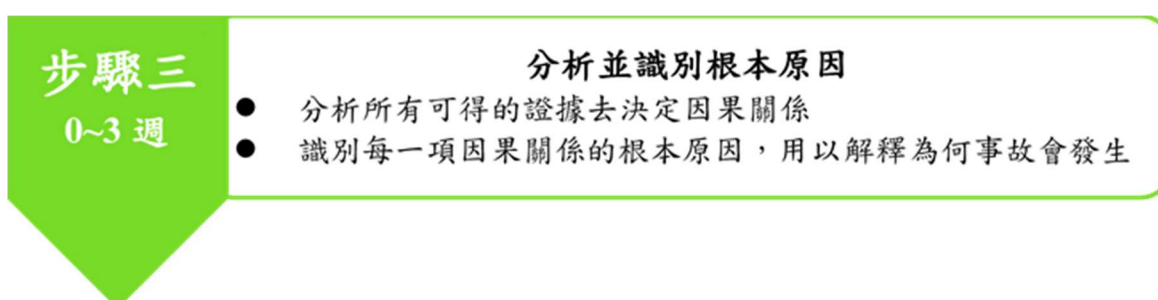 步驟三
0~3 週
分析並識別根本原因
● 分析所有可得的證據去決定因果關係
● 識別每一項因果關係的根本原因，用以解釋為何事故會發生